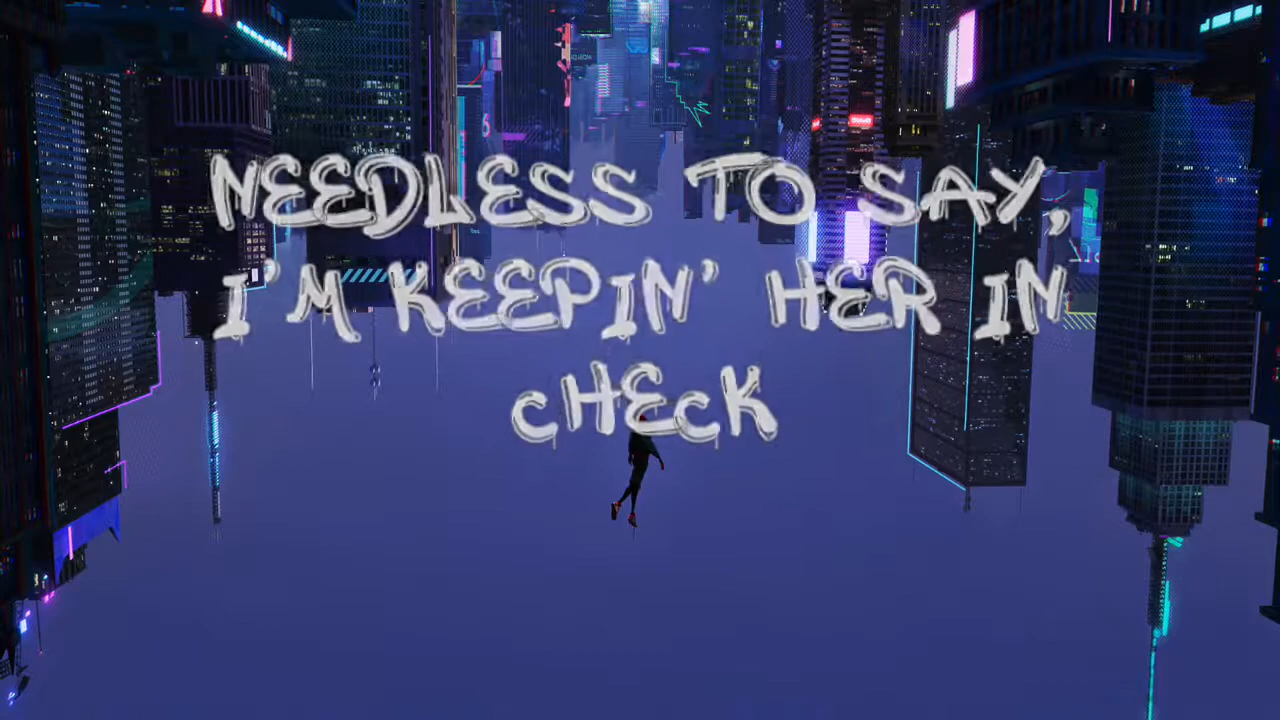 NEEDLESS TO SAY,
I'M KEEPIN' HER IN
CHECK